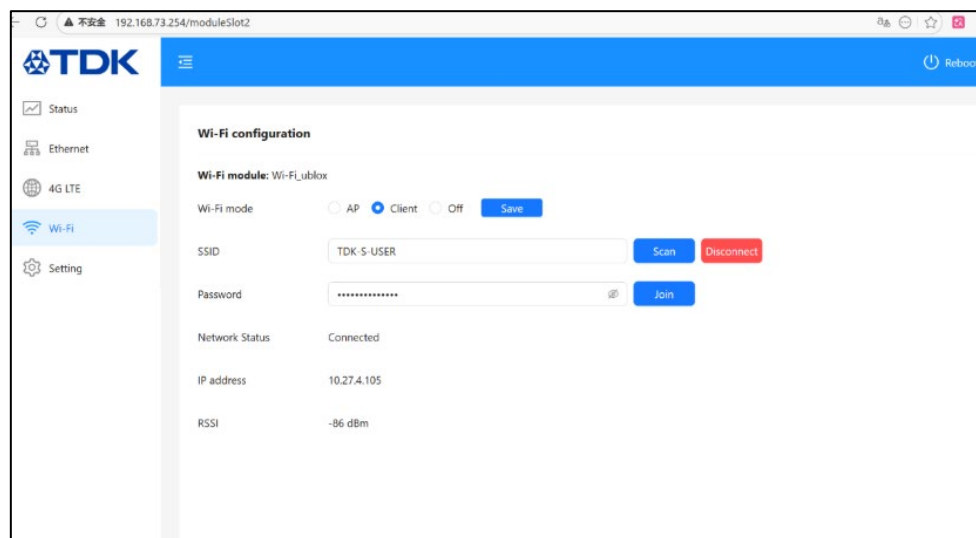 不安全 192.168.73.254/moduleSlot2
TDK
Reboo
Status
Ethernet
4G LTE
Wi-Fi
Setting
Wi-Fi configuration
Wi-Fi module: Wi-Fi_ublox
Wi-Fi mode AP Client Off Save
SSID TDK-S-USER Scan Disconnect
Password •••••••••••••• Join
Network Status Connected
IP address 10.27.4.105
RSSI -86 dBm